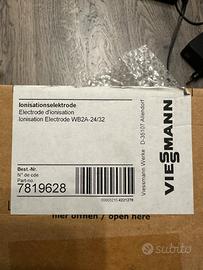 Ionisationselektrode
Electrode d'ionisation
Ionisation Electrode WB2A-24/32
Best.-Nr.
N° de cde
Part-no.
7819628
Viessmann Werke D-35107 Allendorf
VIESSMANN
hier öffnen / open here
subito